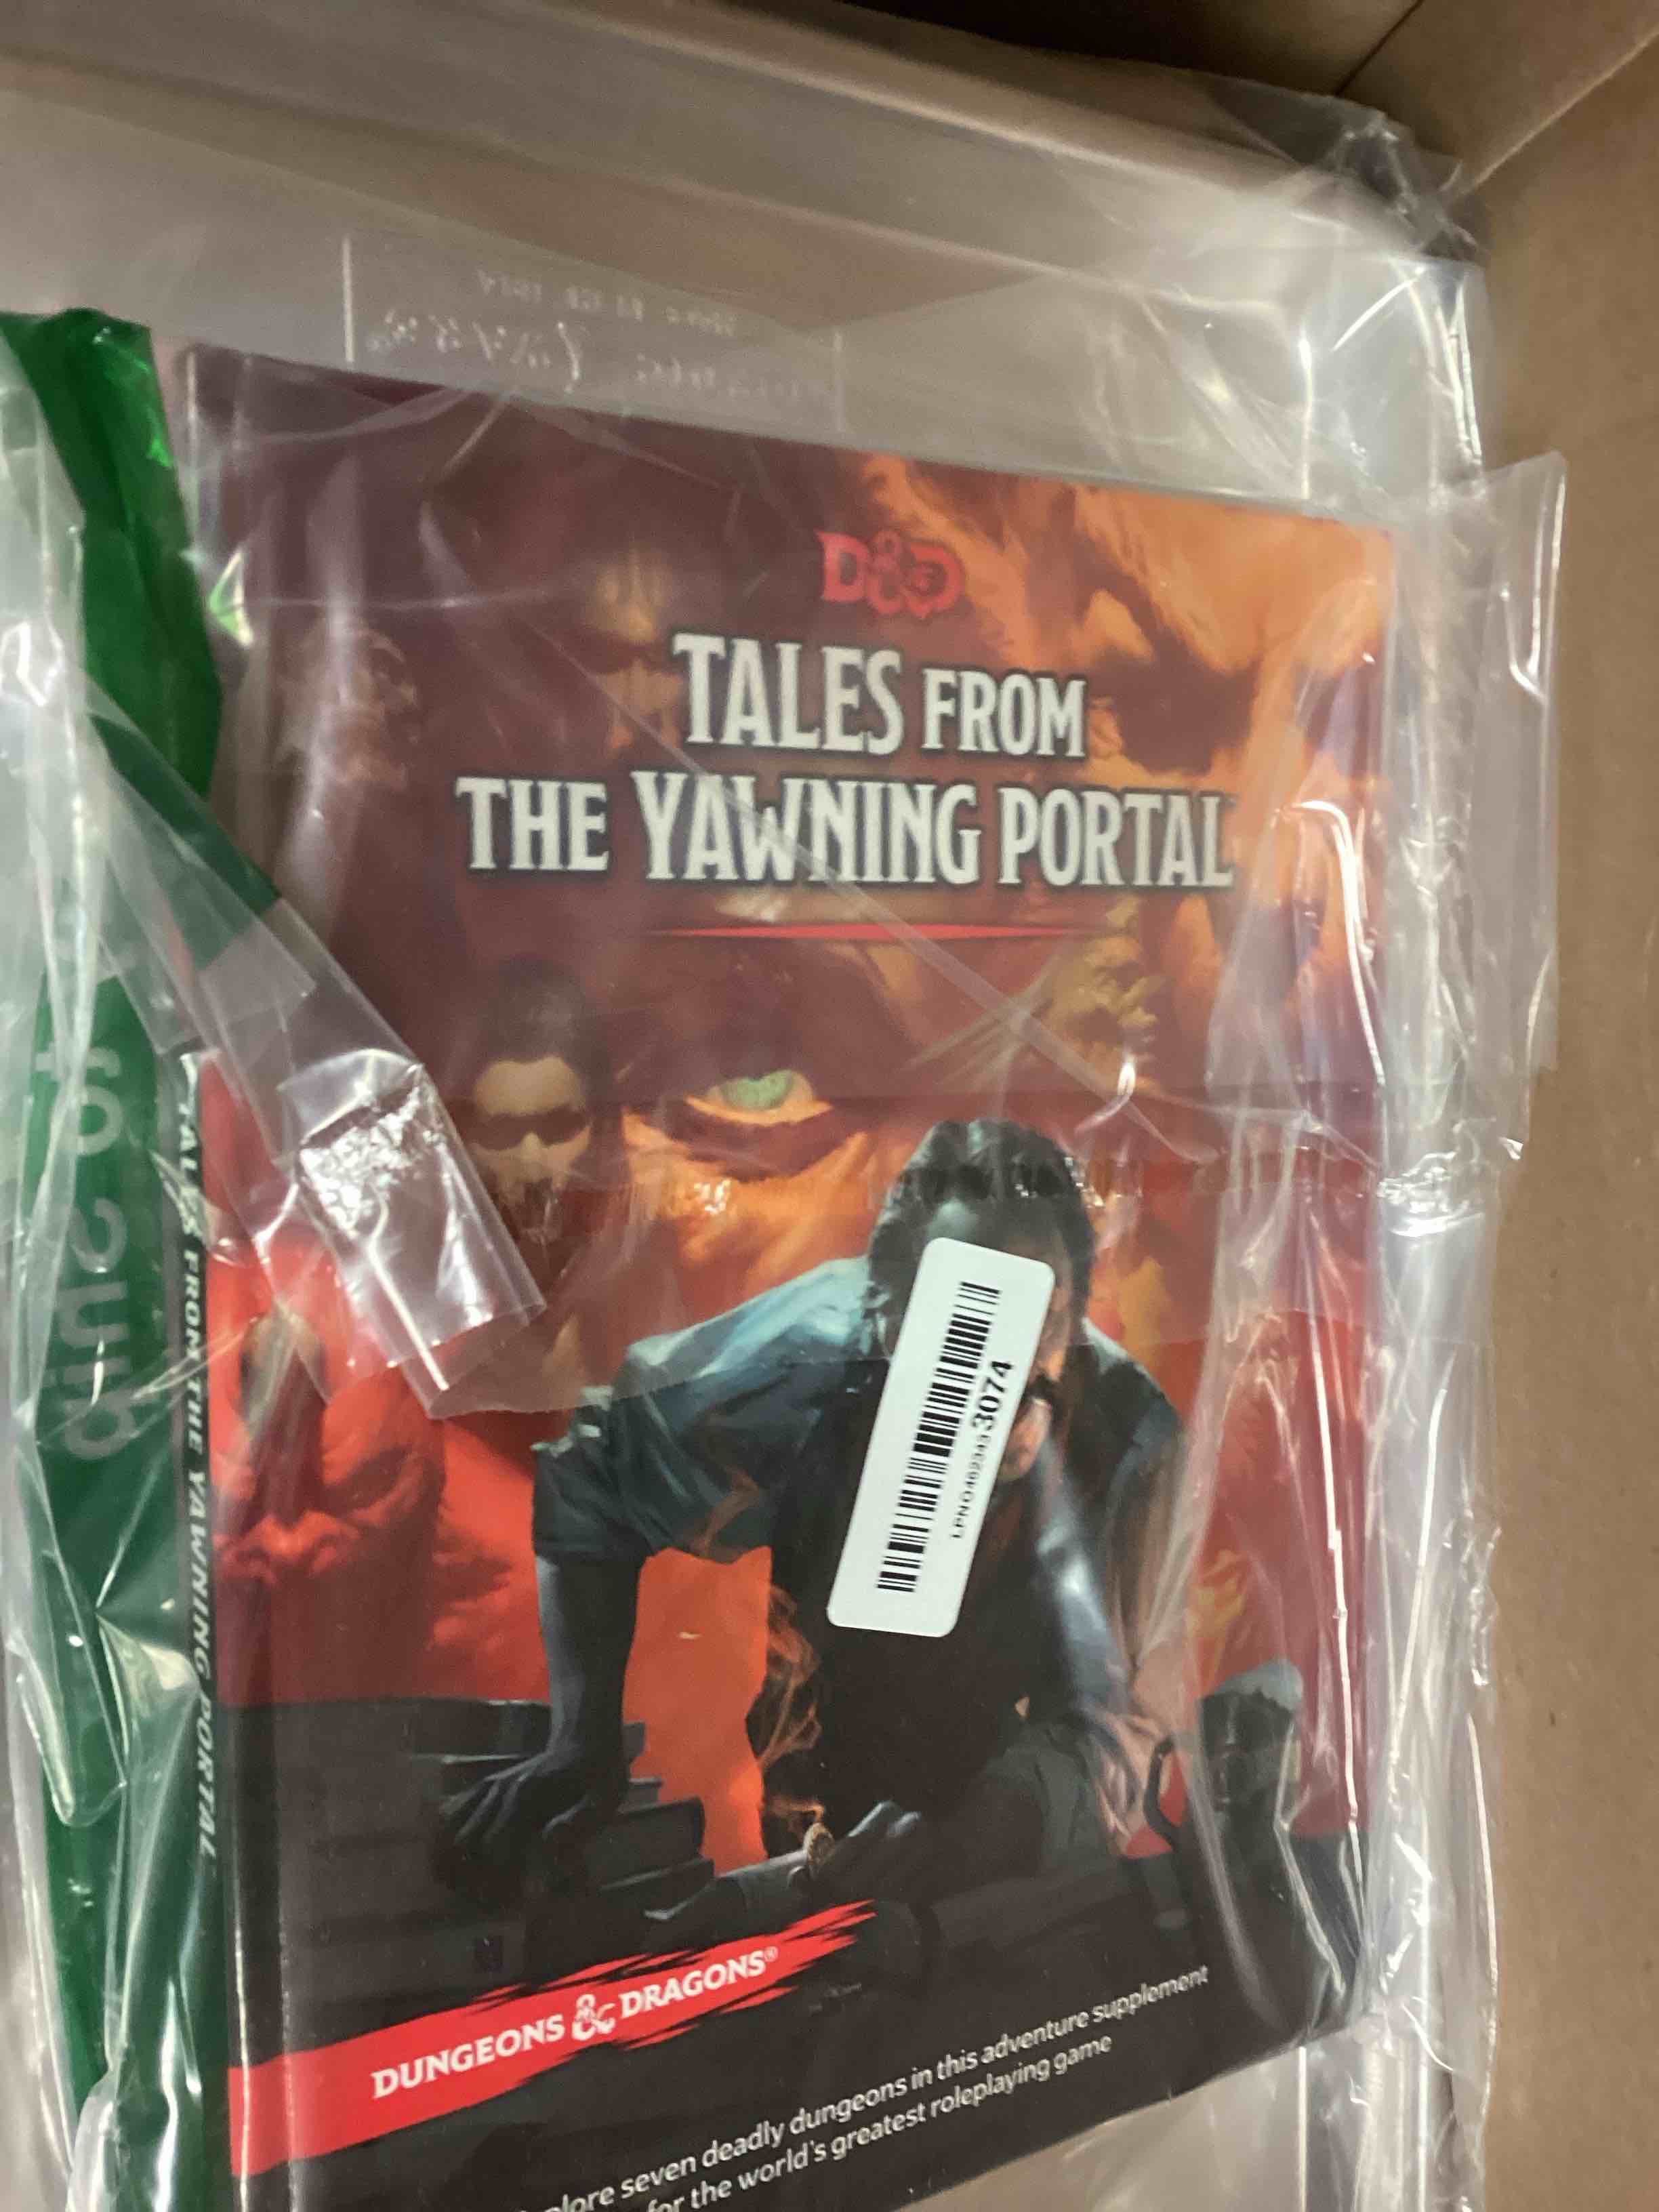 D&D
TALES FROM
THE YAWNING PORTAL
TALES FROM THE YAWNING PORTAL
3074
DUNGEONS & DRAGONS®
seven deadly dungeons in this adventure supplement
for the world's greatest roleplaying game